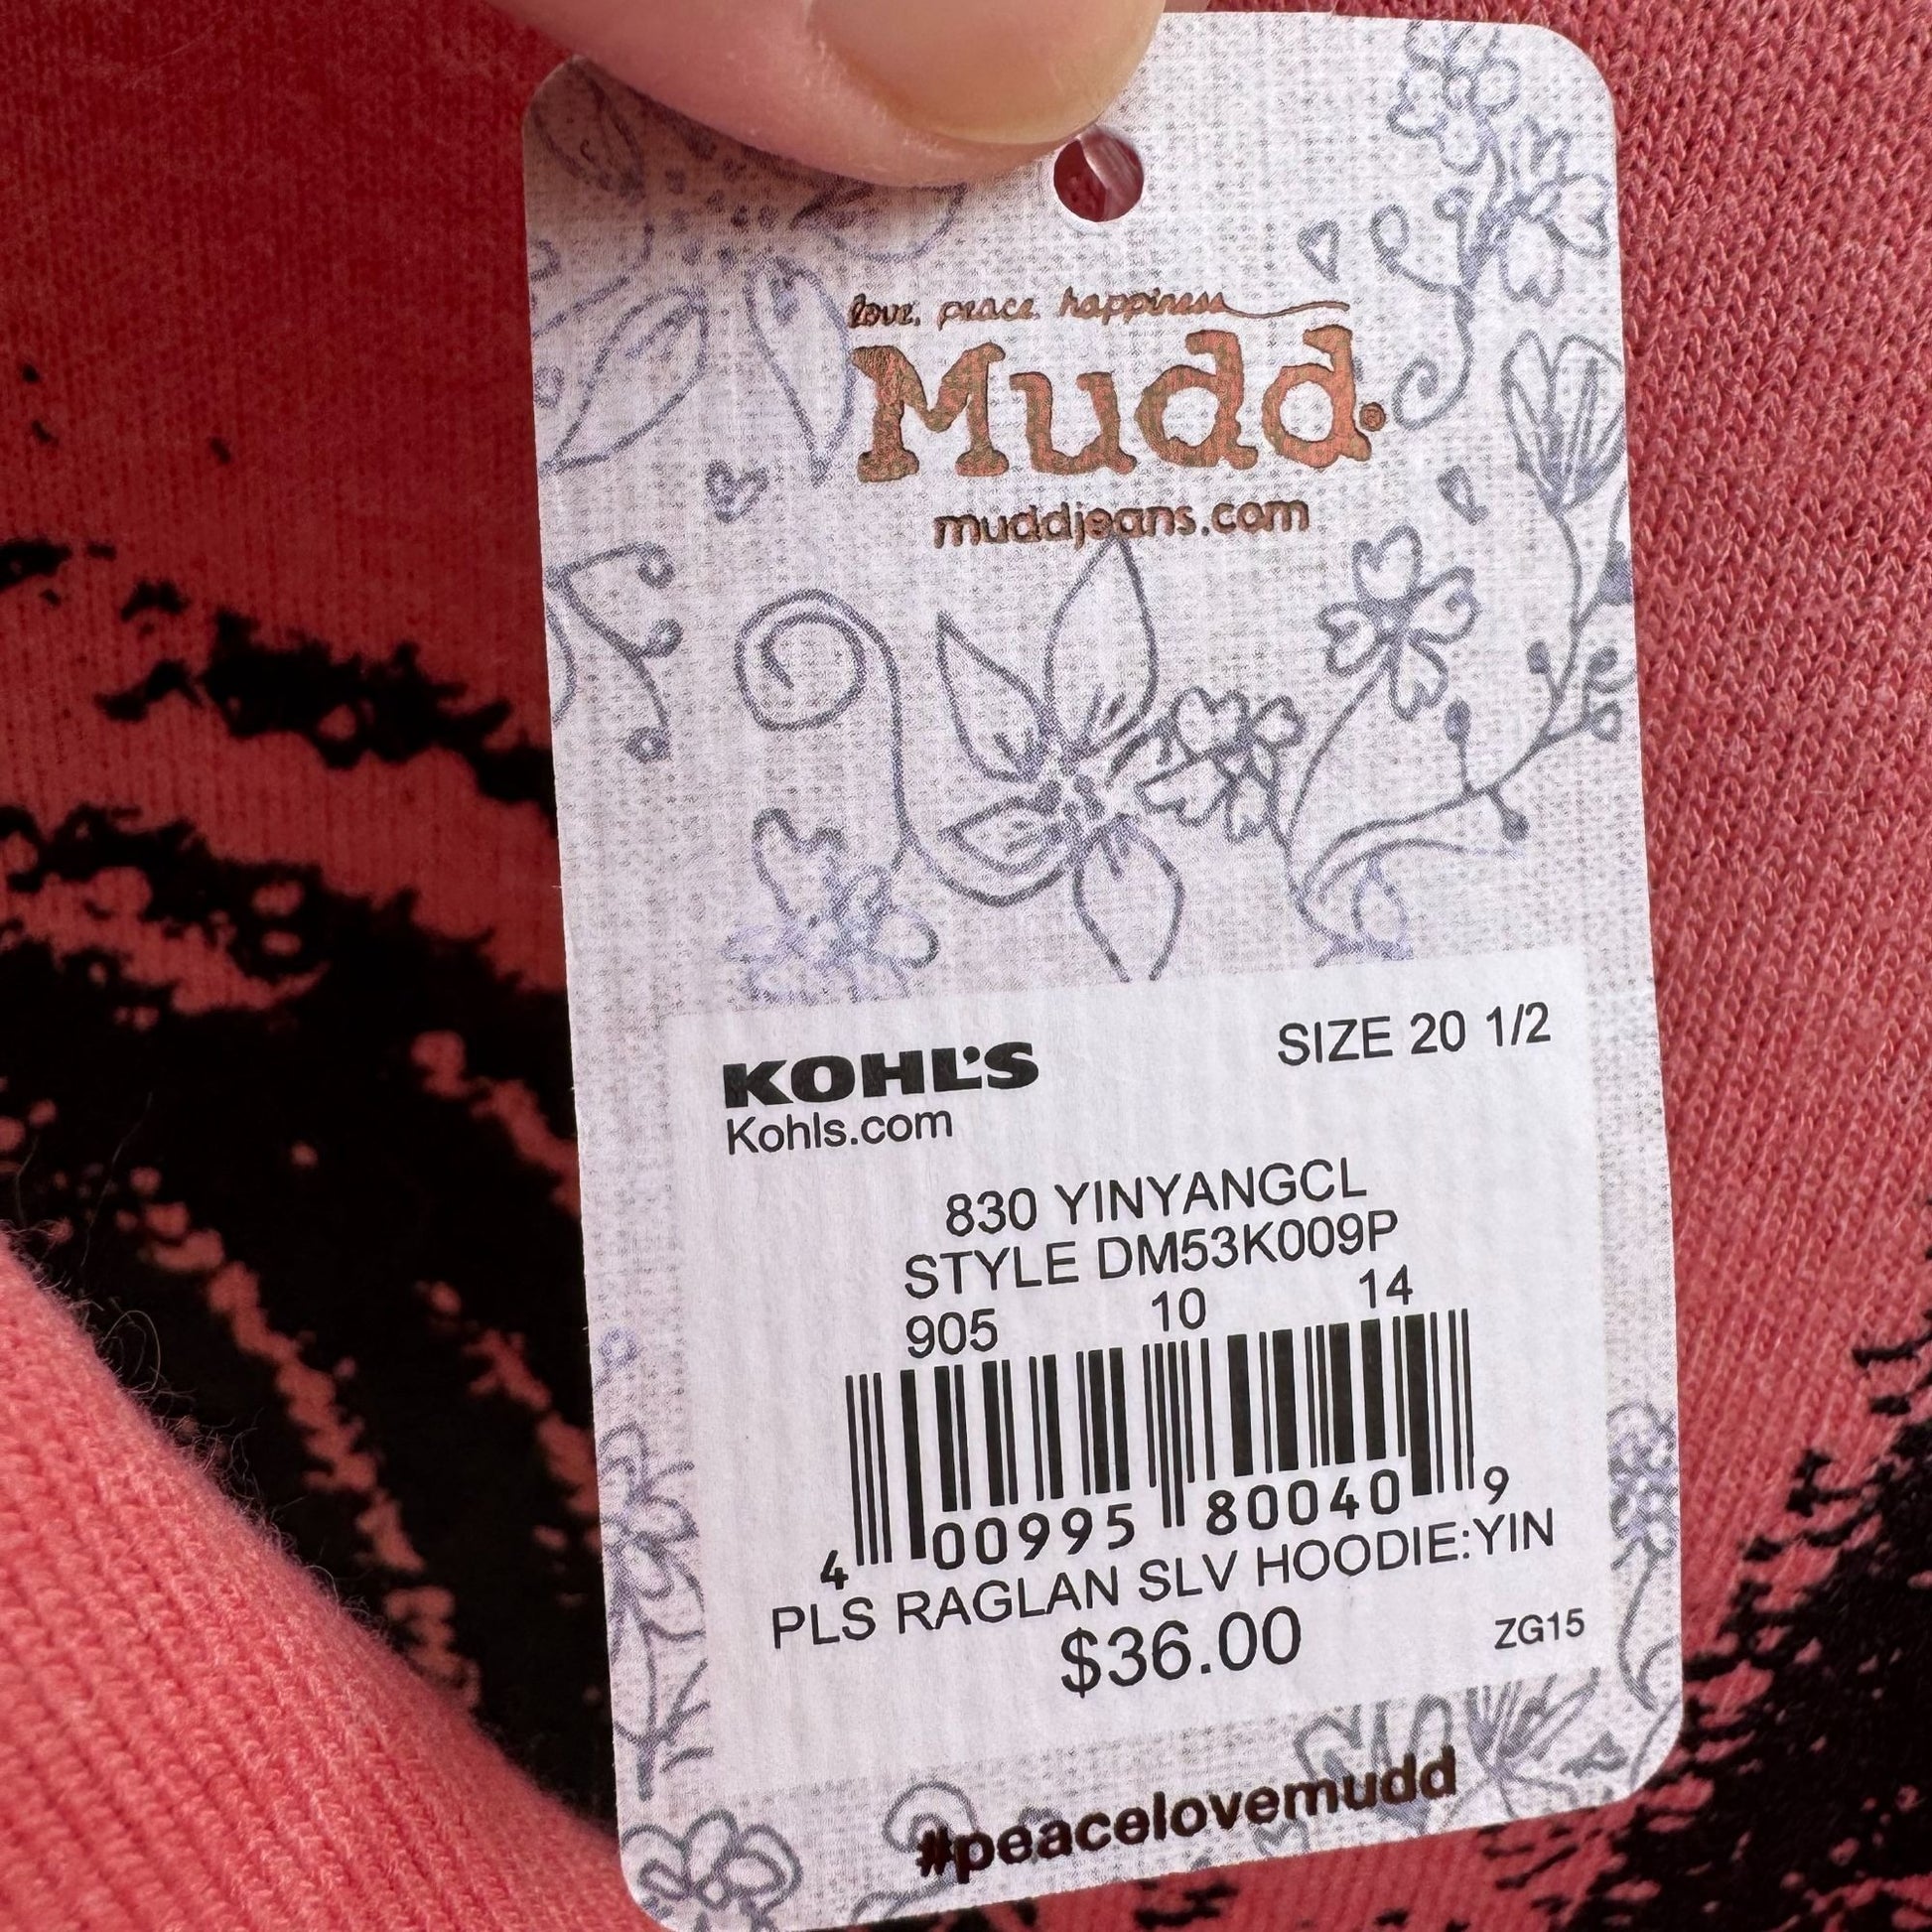 love, peace, happiness
Mudd®
muddjeans.com
KOHL'S
SIZE 20 1/2
Kohls.com
830 YINYANGCL
STYLE DM53K009P
905 10 14
4 00995 80040 9
PLS RAGLAN SLV HOODIE:YIN
$36.00
ZG15
#peacelovemudd